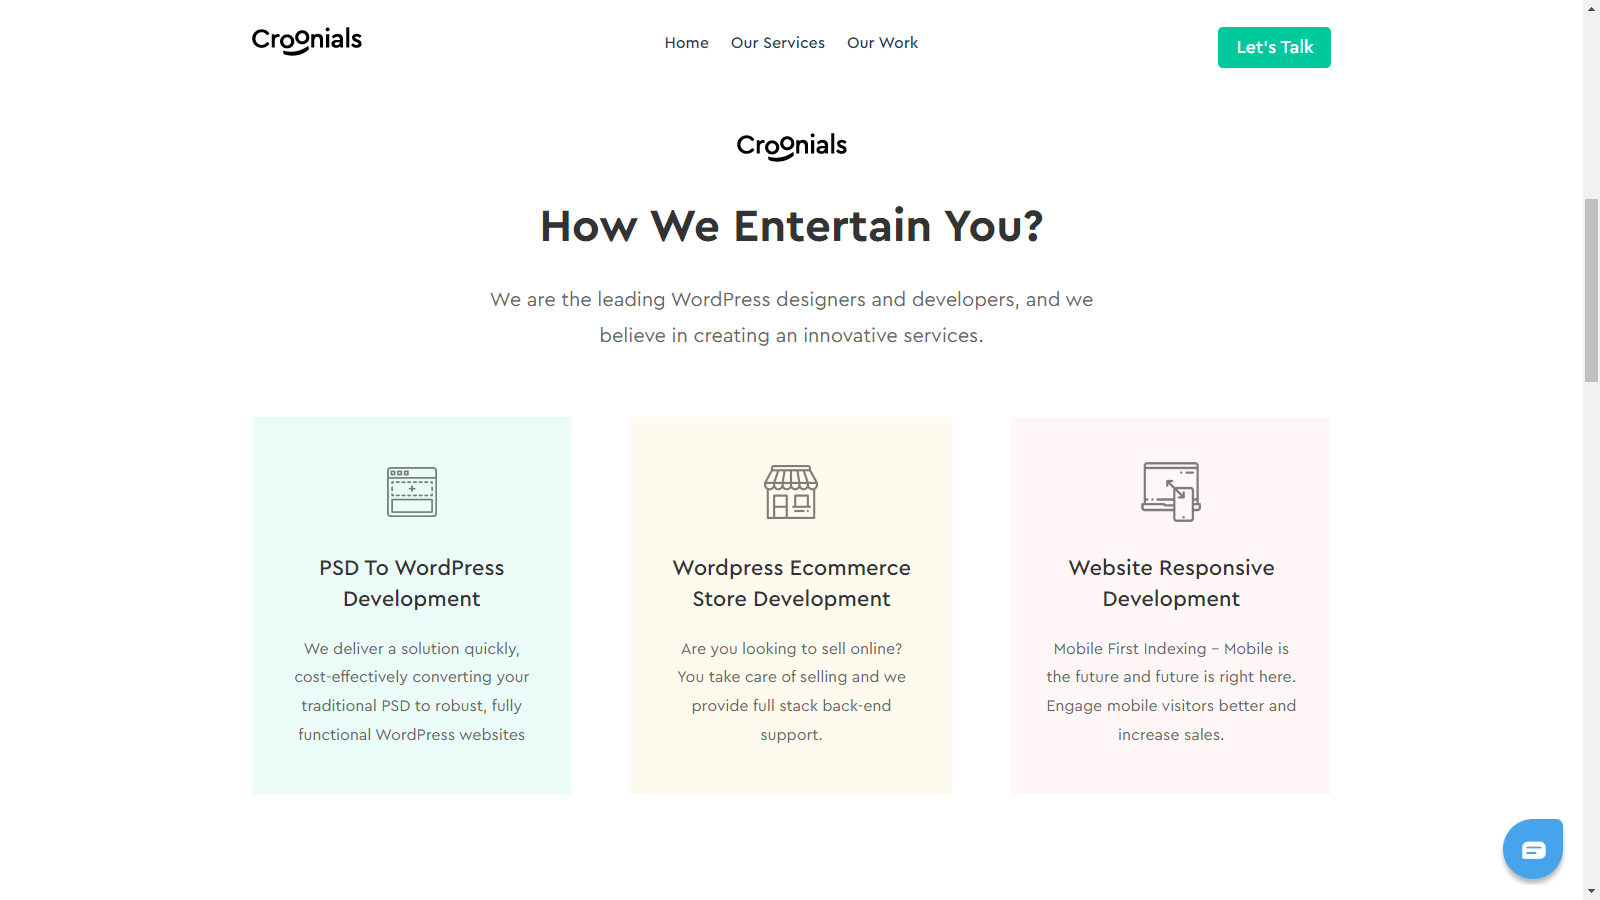 Croonials
Home Our Services Our Work
Let's Talk
Croonials
How We Entertain You?
We are the leading WordPress designers and developers, and we
believe in creating an innovative services.
PSD To WordPress
Development
We deliver a solution quickly,
cost-effectively converting your
traditional PSD to robust, fully
functional WordPress websites
Wordpress Ecommerce
Store Development
Are you looking to sell online?
You take care of selling and we
provide full stack back-end
support.
Website Responsive
Development
Mobile First Indexing – Mobile is
the future and future is right here.
Engage mobile visitors better and
increase sales.